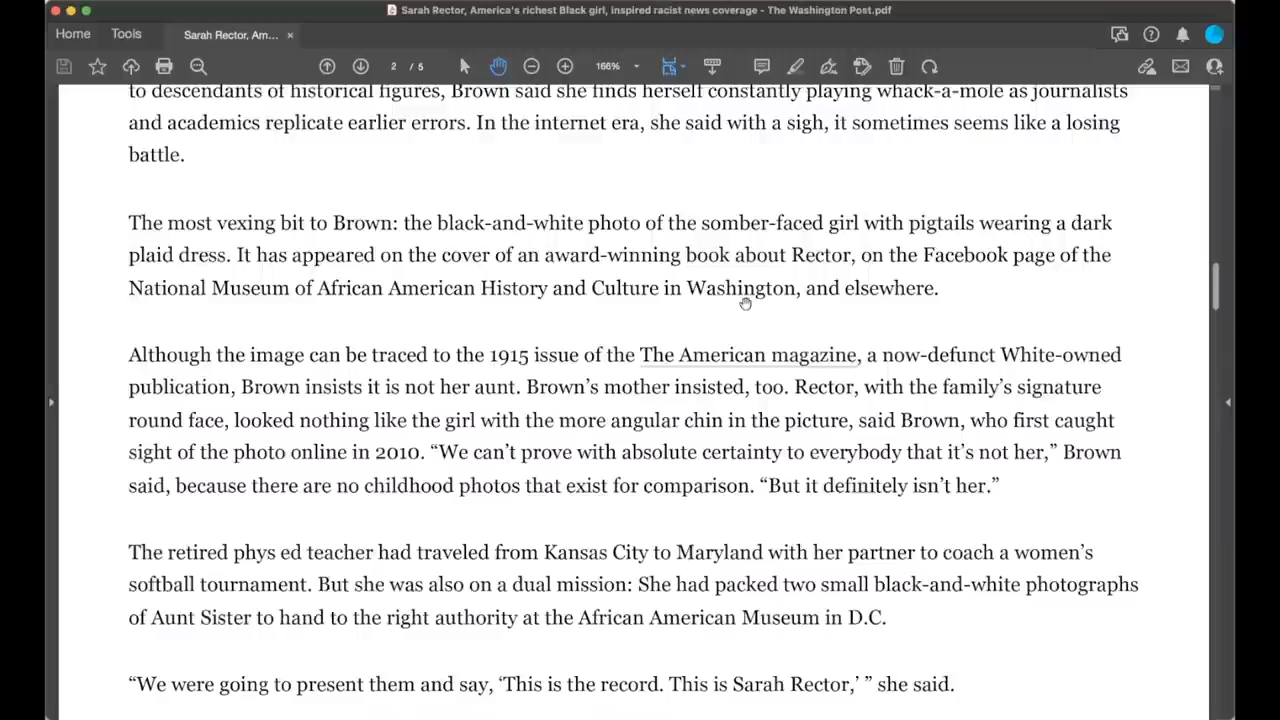 Sarah Rector, America's richest Black girl, inspired racist news coverage - The Washington Post.pdf
Home Tools Sarah Rector, Am... ×
2 / 5 166%
to descendants of historical figures, Brown said she finds herself constantly playing whack-a-mole as journalists
and academics replicate earlier errors. In the internet era, she said with a sigh, it sometimes seems like a losing
battle.
The most vexing bit to Brown: the black-and-white photo of the somber-faced girl with pigtails wearing a dark
plaid dress. It has appeared on the cover of an award-winning book about Rector, on the Facebook page of the
National Museum of African American History and Culture in Washington, and elsewhere.
Although the image can be traced to the 1915 issue of the The American magazine, a now-defunct White-owned
publication, Brown insists it is not her aunt. Brown’s mother insisted, too. Rector, with the family’s signature
round face, looked nothing like the girl with the more angular chin in the picture, said Brown, who first caught
sight of the photo online in 2010. “We can’t prove with absolute certainty to everybody that it’s not her,” Brown
said, because there are no childhood photos that exist for comparison. “But it definitely isn’t her.”
The retired phys ed teacher had traveled from Kansas City to Maryland with her partner to coach a women’s
softball tournament. But she was also on a dual mission: She had packed two small black-and-white photographs
of Aunt Sister to hand to the right authority at the African American Museum in D.C.
“We were going to present them and say, ‘This is the record. This is Sarah Rector,’ ” she said.